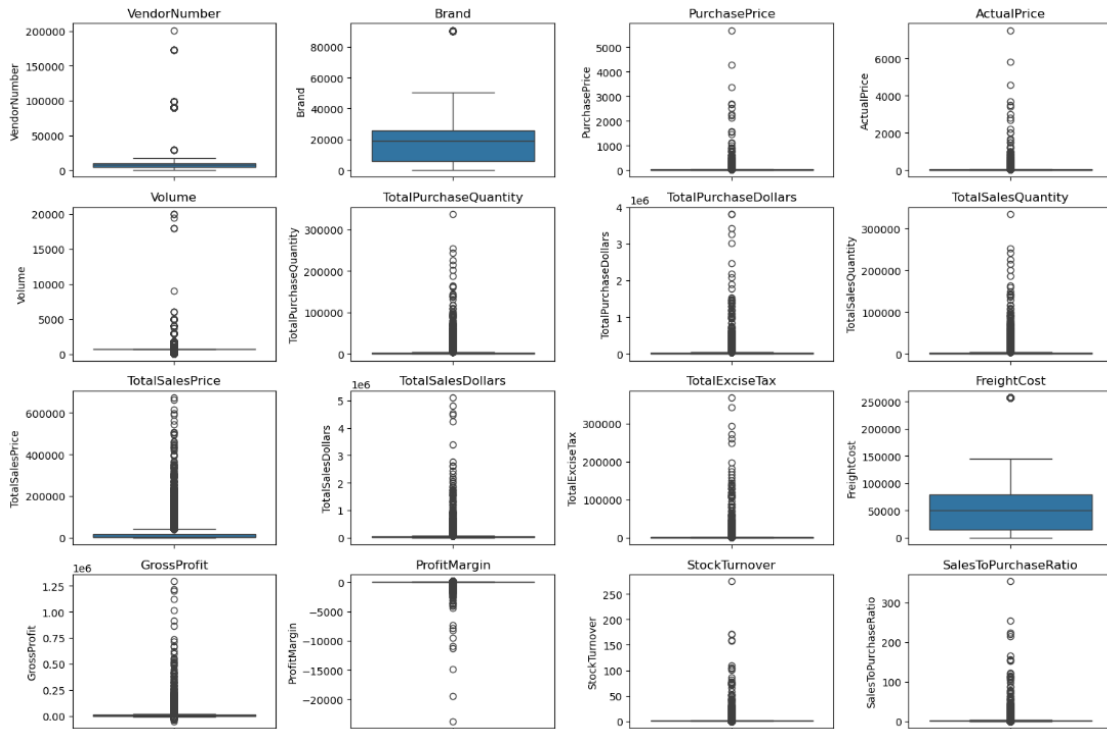 VendorNumber
Brand
PurchasePrice
ActualPrice
200000
150000
100000
50000
0
VendorNumber
80000
60000
40000
20000
0
Brand
5000
4000
3000
2000
1000
0
PurchasePrice
6000
4000
2000
0
ActualPrice
Volume
TotalPurchaseQuantity
TotalPurchaseDollars
TotalSalesQuantity
20000
15000
10000
5000
0
Volume
300000
200000
100000
0
TotalPurchaseQuantity
1e6
4
3
2
1
0
TotalPurchaseDollars
300000
200000
100000
0
TotalSalesQuantity
TotalSalesPrice
TotalSalesDollars
TotalExciseTax
FreightCost
600000
400000
200000
0
TotalSalesPrice
1e6
5
4
3
2
1
0
TotalSalesDollars
300000
200000
100000
0
TotalExciseTax
250000
200000
150000
100000
50000
0
FreightCost
GrossProfit
ProfitMargin
StockTurnover
SalesToPurchaseRatio
1e6
1.25
1.00
0.75
0.50
0.25
0.00
GrossProfit
0
−5000
−10000
−15000
−20000
ProfitMargin
250
200
150
100
50
0
StockTurnover
300
200
100
0
SalesToPurchaseRatio